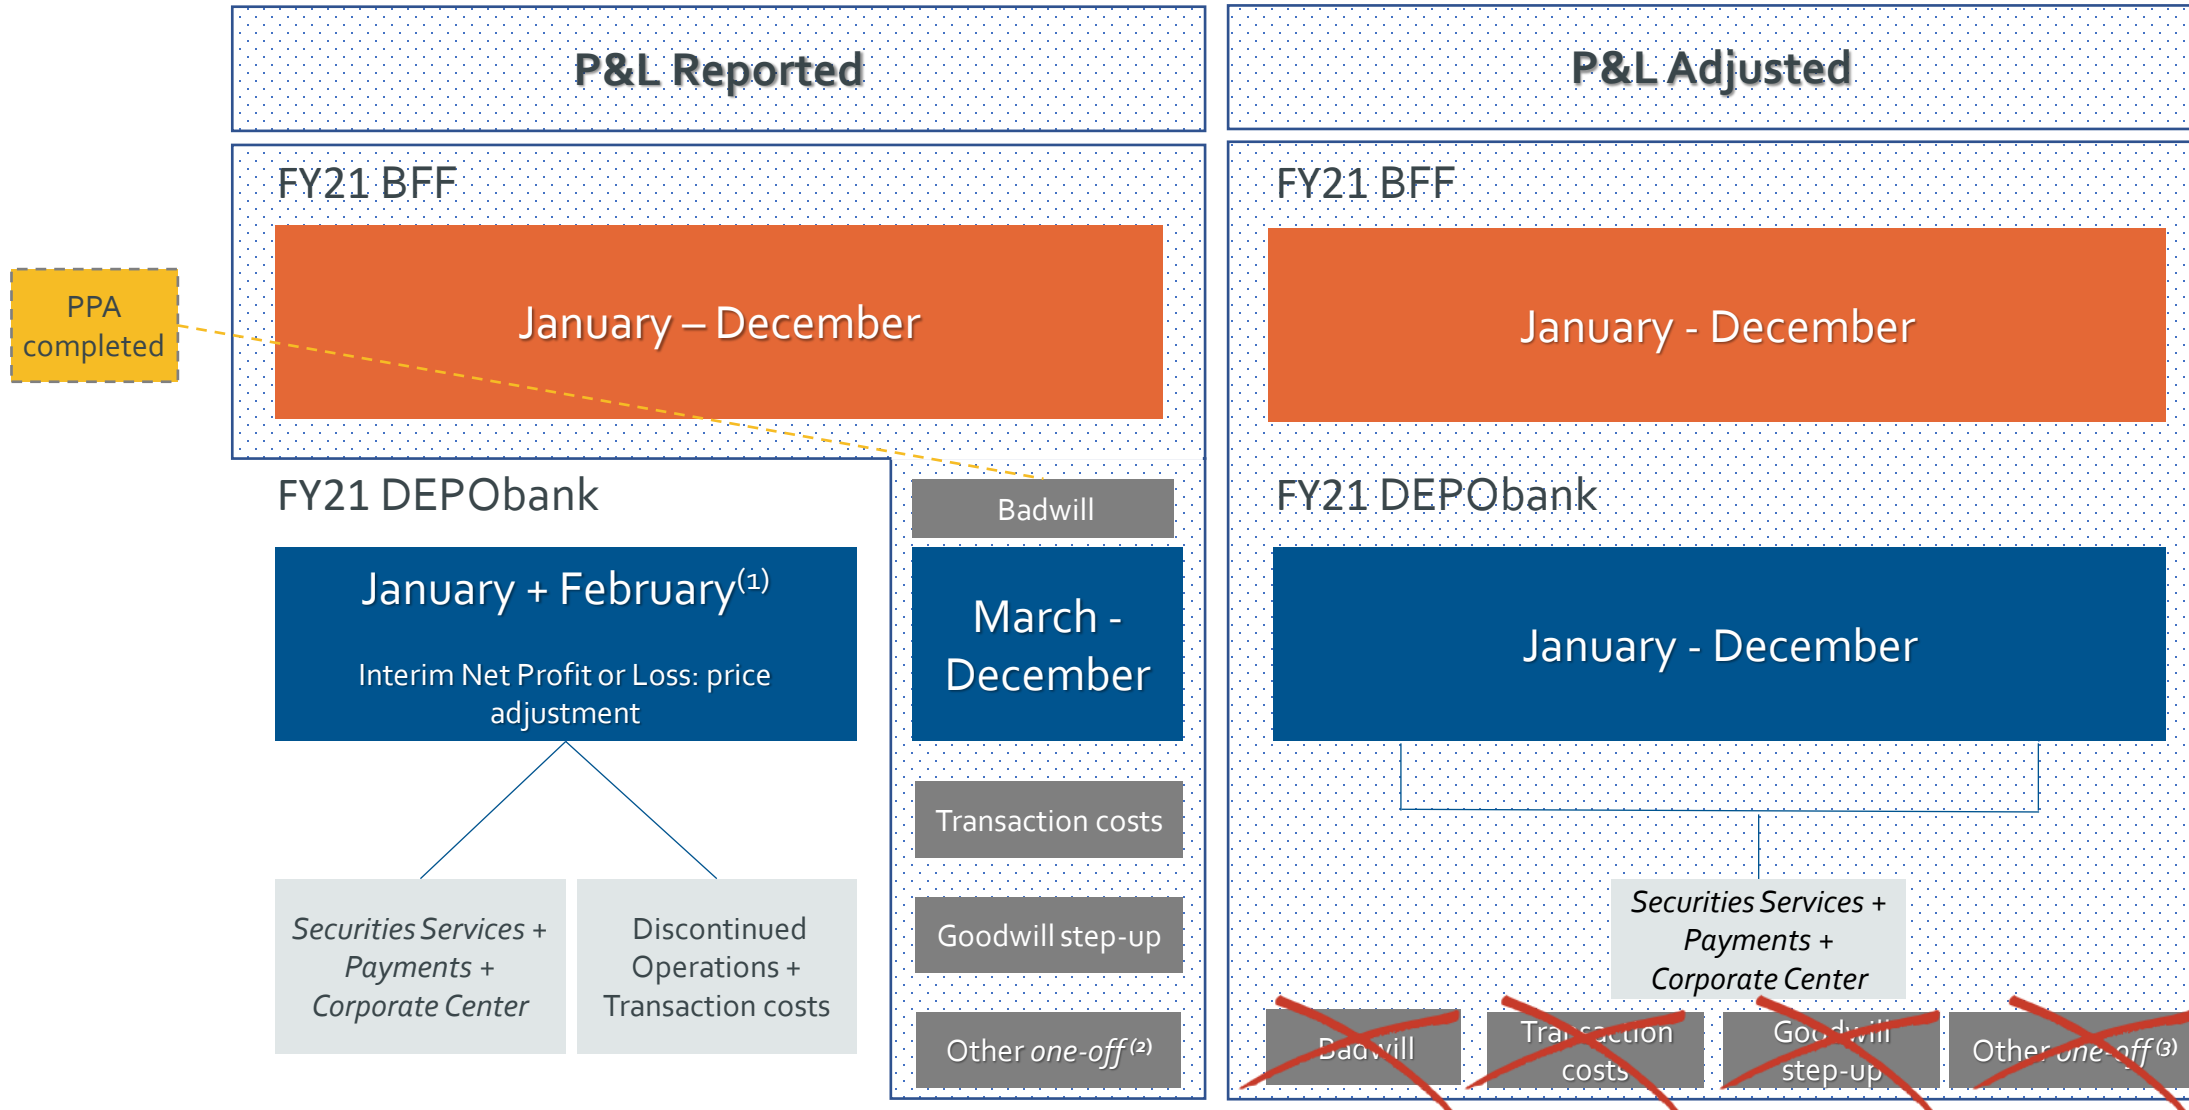 P&L Reported
P&L Adjusted
FY21 BFF
January – December
PPA
completed
FY21 DEPObank
January + February(1)
Interim Net Profit or Loss: price
adjustment
Securities Services +
Payments +
Corporate Center
Discontinued
Operations +
Transaction costs
Badwill
March -
December
Transaction costs
Goodwill step-up
Other one-off (2)
FY21 BFF
January - December
FY21 DEPObank
January - December
Securities Services +
Payments +
Corporate Center
Badwill
Transaction
costs
Goodwill
step-up
Other one-off (3)